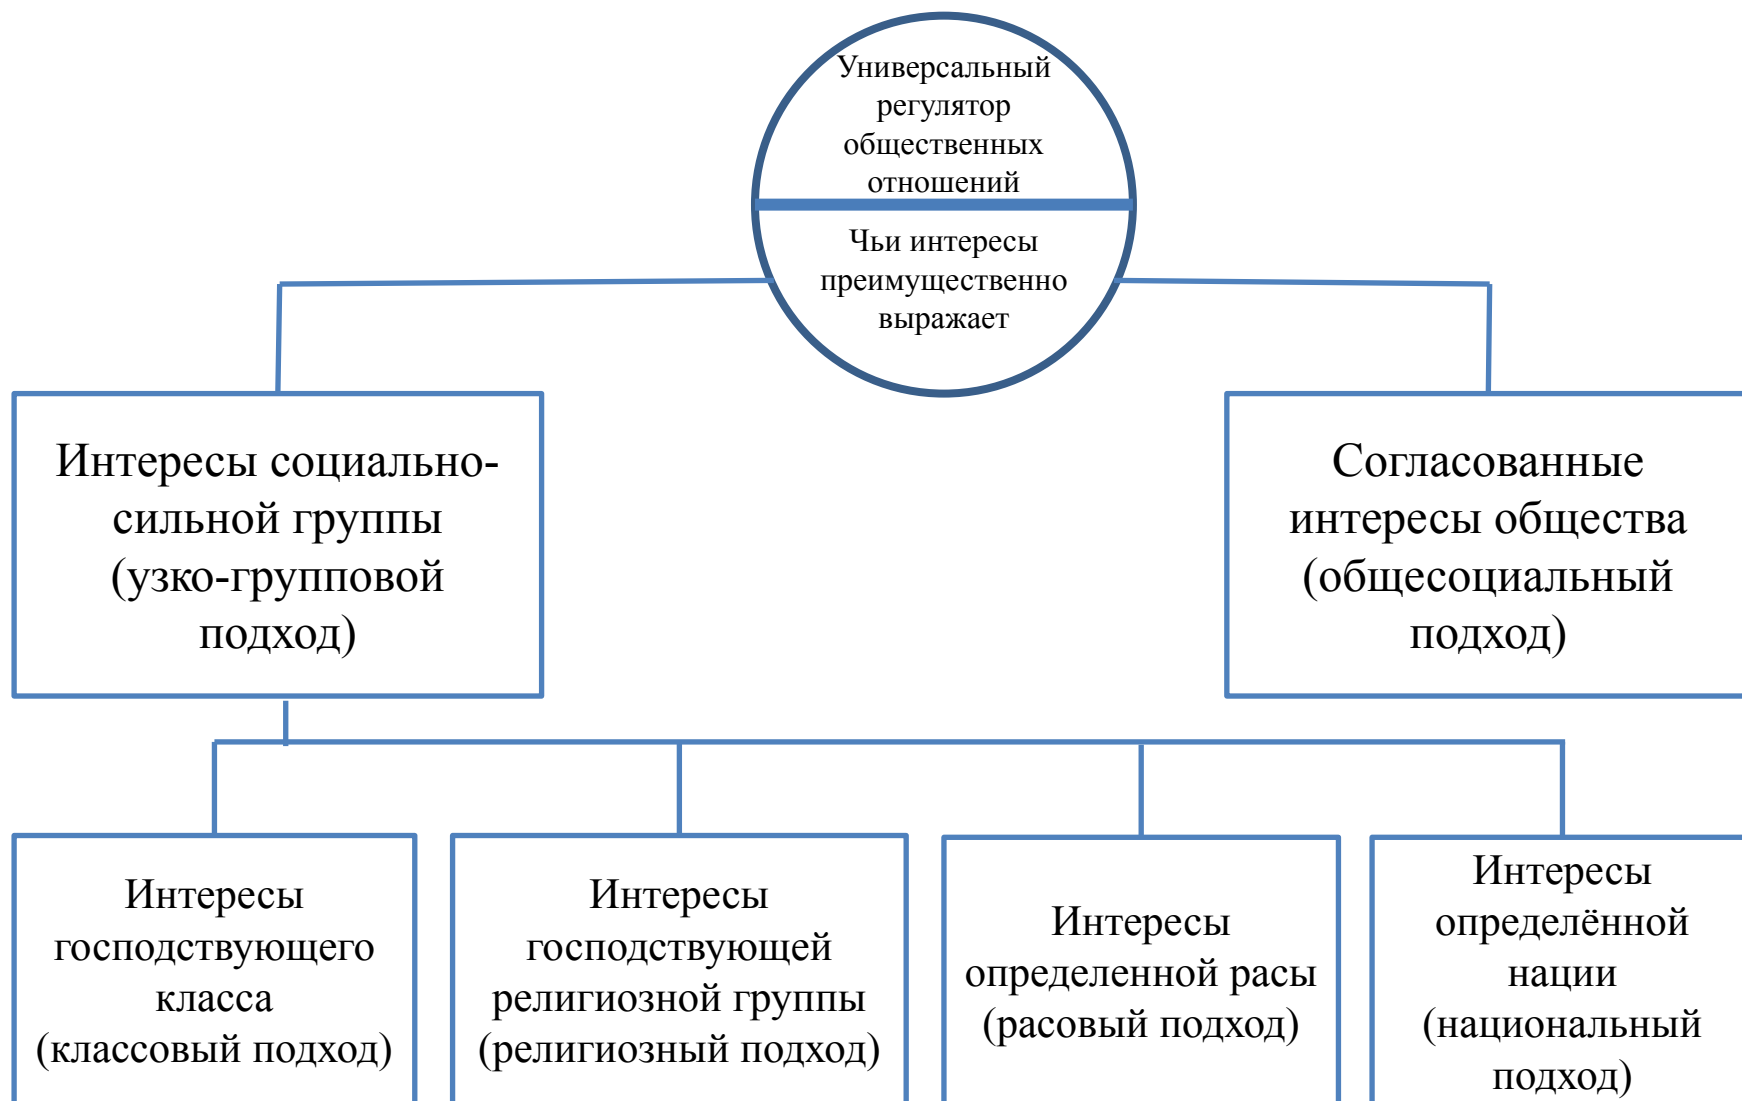 Универсальный
регулятор
общественных
отношений
Чьи интересы
преимущественно
выражает
Интересы социально-
сильной группы
(узко-групповой
подход)
Согласованные
интересы общества
(общесоциальный
подход)
Интересы
господствующего
класса
(классовый подход)
Интересы
господствующей
религиозной группы
(религиозный подход)
Интересы
определенной расы
(расовый подход)
Интересы
определённой
нации
(национальный
подход)